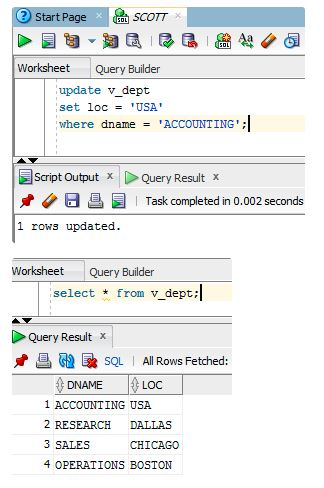 Start Page × SCOTT ×
Worksheet Query Builder
update v_dept
set loc = 'USA'
where dname = 'ACCOUNTING';
Script Output × Query Result ×
Task completed in 0.002 seconds
1 rows updated.
Worksheet Query Builder
select * from v_dept;
Query Result ×
SQL | All Rows Fetched:
DNAME LOC
1 ACCOUNTING USA
2 RESEARCH DALLAS
3 SALES CHICAGO
4 OPERATIONS BOSTON